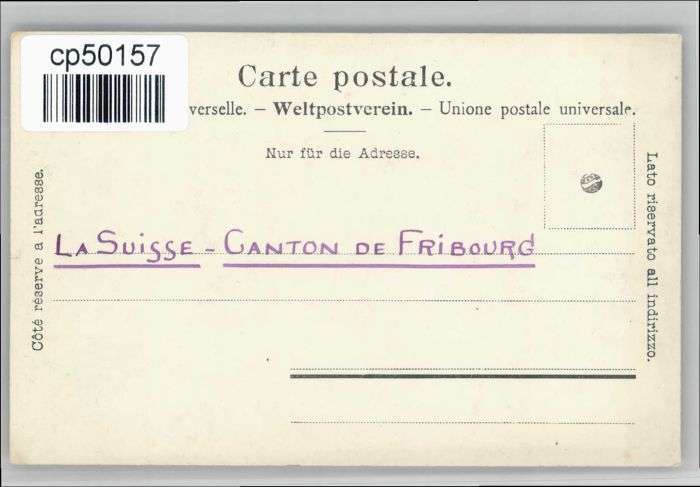 cp50157
Carte postale.
verselle. – Weltpostverein. – Unione postale universale.
Nur für die Adresse.
Côté réserve a l'adresse.
Lato riservato all indirizzo.
LA SUISSE - CANTON DE FRIBOURG